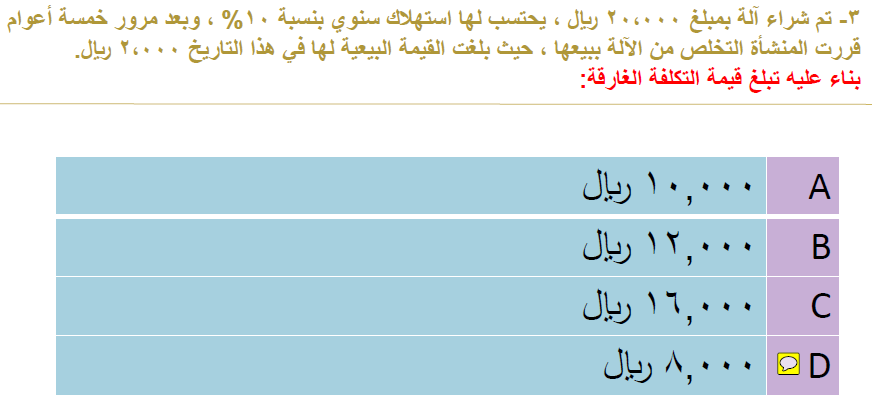 ٣- تم شراء آلة بمبلغ ٢٠،٠٠٠ ريال ، يحتسب لها استهلاك سنوي بنسبة ١٠% ، وبعد مرور خمسة أعوام
قررت المنشأة التخلص من الآلة ببيعها ، حيث بلغت القيمة البيعية لها في هذا التاريخ ٢،٠٠٠ ريال.
بناء عليه تبلغ قيمة التكلفة الغارقة:
A ١٠,٠٠٠ ريال
B ١٢,٠٠٠ ريال
C ١٦,٠٠٠ ريال
D ٨,٠٠٠ ريال